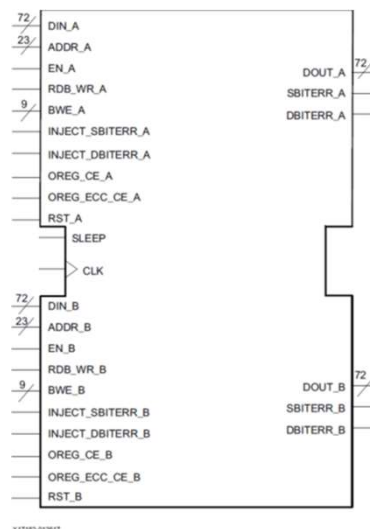 72
DIN_A
23
ADDR_A
EN_A
RDB_WR_A
9
BWE_A
INJECT_SBITERR_A
INJECT_DBITERR_A
OREG_CE_A
OREG_ECC_CE_A
RST_A
72
DOUT_A
SBITERR_A
DBITERR_A
SLEEP
CLK
72
DIN_B
23
ADDR_B
EN_B
RDB_WR_B
9
BWE_B
INJECT_SBITERR_B
INJECT_DBITERR_B
OREG_CE_B
OREG_ECC_CE_B
RST_B
72
DOUT_B
SBITERR_B
DBITERR_B